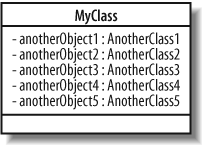 MyClass
- anotherObject1 : AnotherClass1
- anotherObject2 : AnotherClass2
- anotherObject3 : AnotherClass3
- anotherObject4 : AnotherClass4
- anotherObject5 : AnotherClass5